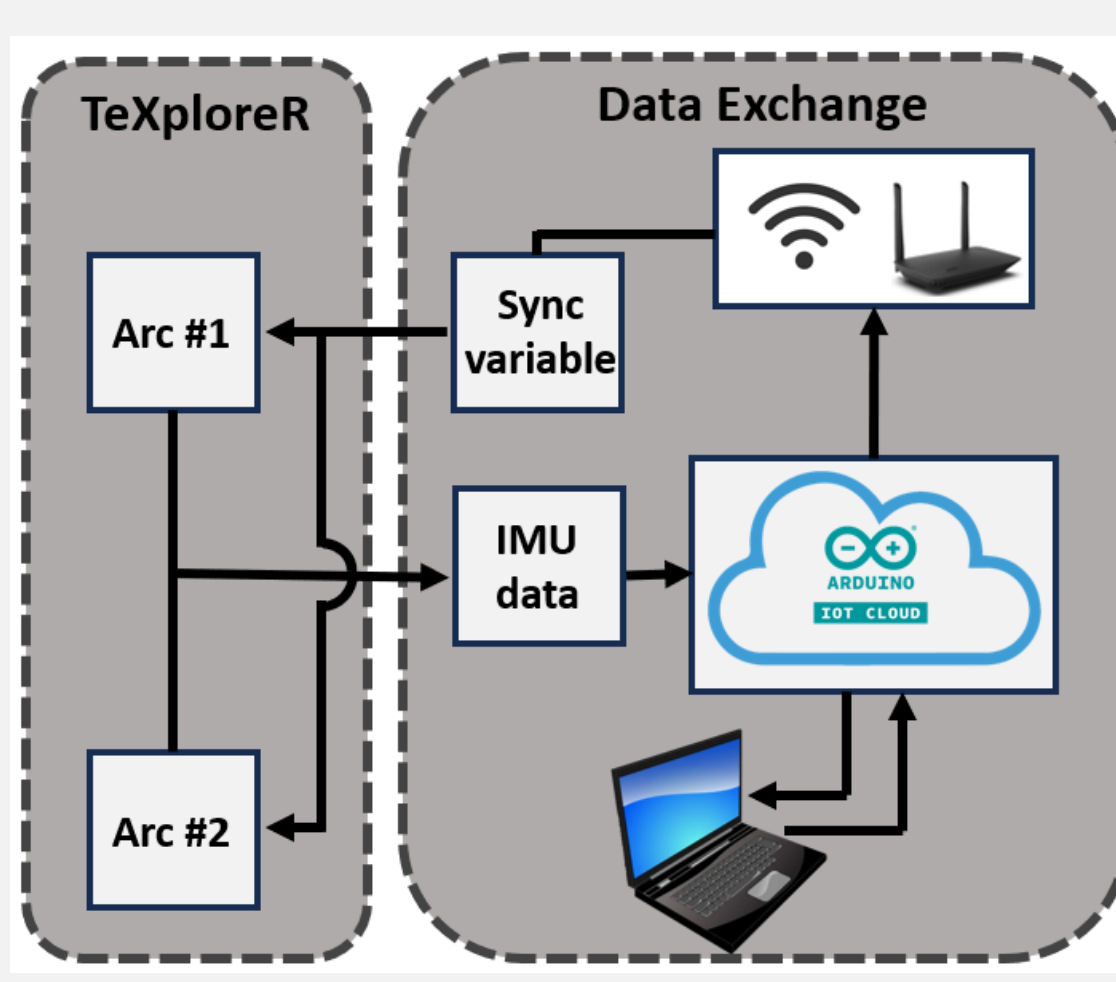 TeXploreR
Data Exchange
Arc #1
Sync
variable
IMU
data
ARDUINO
IOT CLOUD
Arc #2